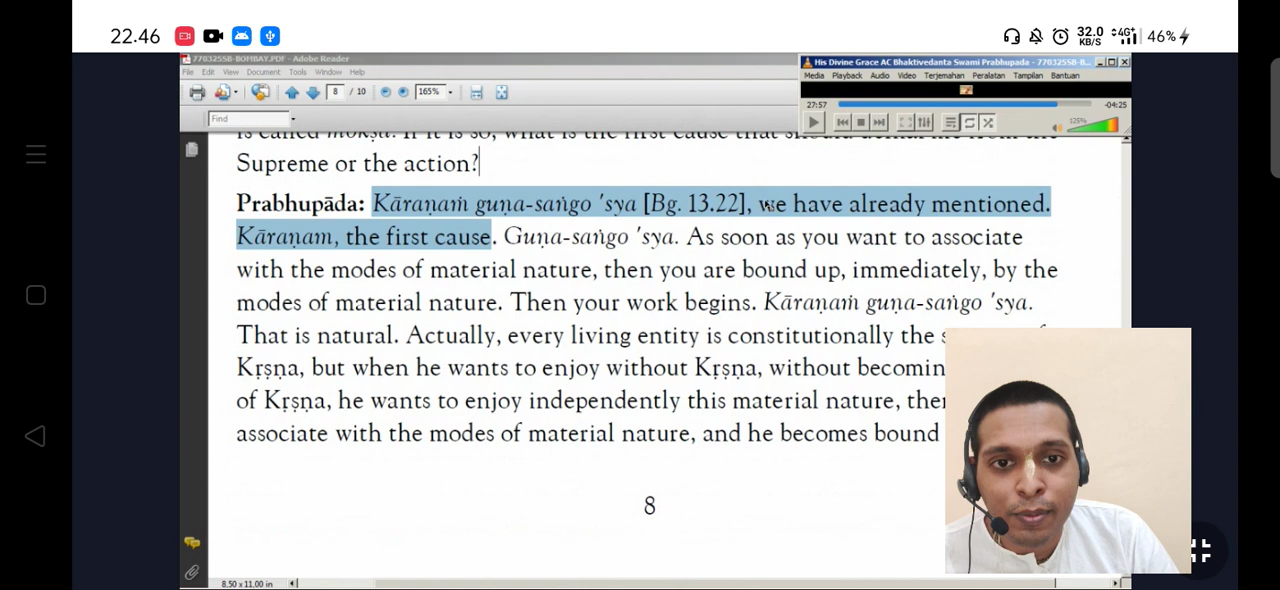 22.46
32.0 KB/S 4G+ 46%
77032558-BOMBAY.PDF - Adobe Reader
File Edit View Document Tools Window Help
8 / 10 165%
Find
His Divine Grace AC Bhaktivedanta Swami Prabhupada - 77032558-B...
Media Playback Audio Video Terjemahan Peralatan Tampilan Bantuan
27:57 -04:25
125%
Supreme or the action?
Prabhupāda: Kāraṇaṁ guṇa-saṅgo 'sya [Bg. 13.22], we have already mentioned.
Kāraṇam, the first cause. Guṇa-saṅgo 'sya. As soon as you want to associate
with the modes of material nature, then you are bound up, immediately, by the
modes of material nature. Then your work begins. Kāraṇaṁ guṇa-saṅgo 'sya.
That is natural. Actually, every living entity is constitutionally the
Kṛṣṇa, but when he wants to enjoy without Kṛṣṇa, without
of Kṛṣṇa, he wants to enjoy independently this material nature,
associate with the modes of material nature, and he becomes bound
8
8,50 x 11,00 in